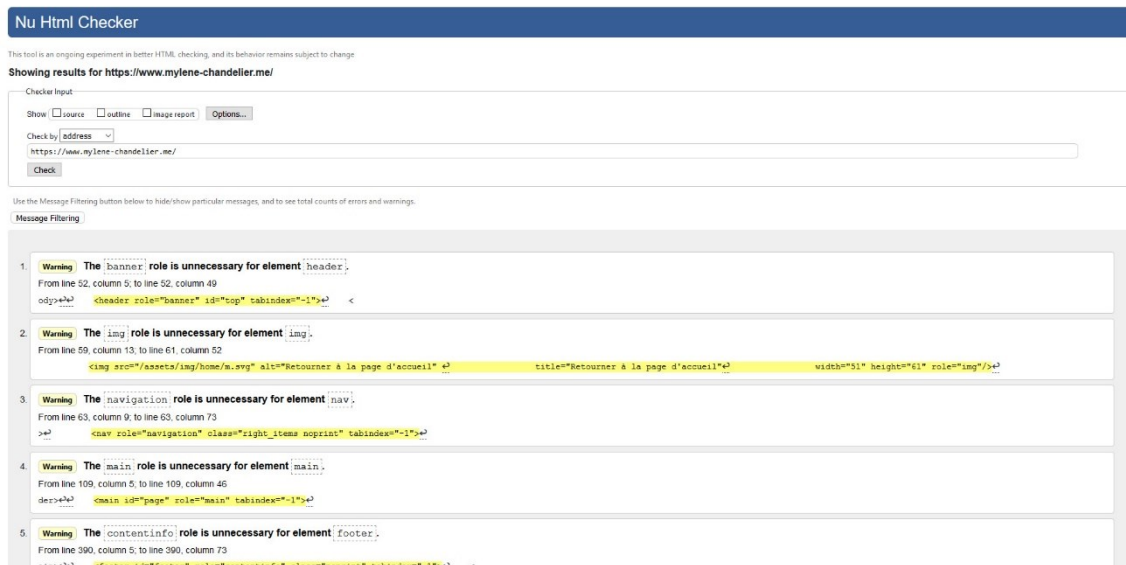 Nu Html Checker
This tool is an ongoing experiment in better HTML checking, and its behavior remains subject to change
Showing results for https://www.mylene-chandelier.me/
Checker Input
Show source outline image report Options...
Check by address
https://www.mylene-chandelier.me/
Check
Use the Message Filtering button below to hide/show particular messages, and to see total counts of errors and warnings.
Message Filtering
1. Warning The banner role is unnecessary for element header.
From line 52, column 5; to line 52, column 49
ody>↩↩ <header role="banner" id="top" tabindex="-1">↩ <
2. Warning The img role is unnecessary for element img.
From line 59, column 13; to line 61, column 52
<img src="/assets/img/home/m.svg" alt="Retourner à la page d'accueil" ↩ title="Retourner à la page d'accueil"↩ width="51" height="61" role="img"/>↩
3. Warning The navigation role is unnecessary for element nav.
From line 63, column 9; to line 63, column 73
>↩ <nav role="navigation" class="right_items noprint" tabindex="-1">↩
4. Warning The main role is unnecessary for element main.
From line 109, column 5; to line 109, column 46
der>↩↩ <main id="page" role="main" tabindex="-1">↩
5. Warning The contentinfo role is unnecessary for element footer.
From line 390, column 5; to line 390, column 73